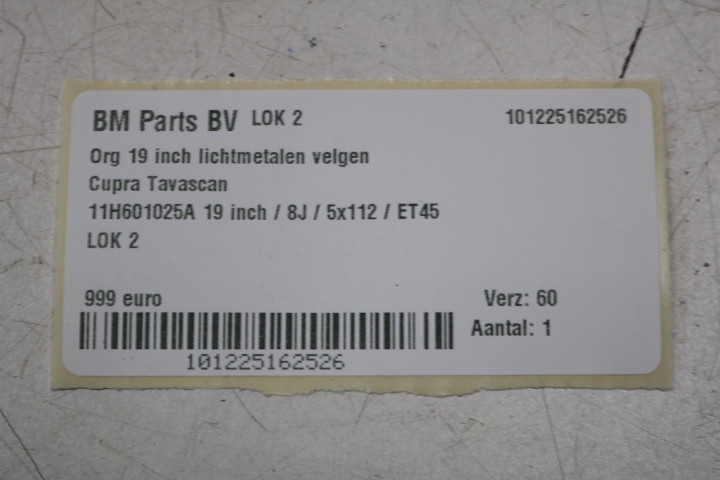 BM Parts BV LOK 2 101225162526
Org 19 inch lichtmetalen velgen
Cupra Tavascan
11H601025A 19 inch / 8J / 5x112 / ET45
LOK 2
999 euro Verz: 60
Aantal: 1
101225162526